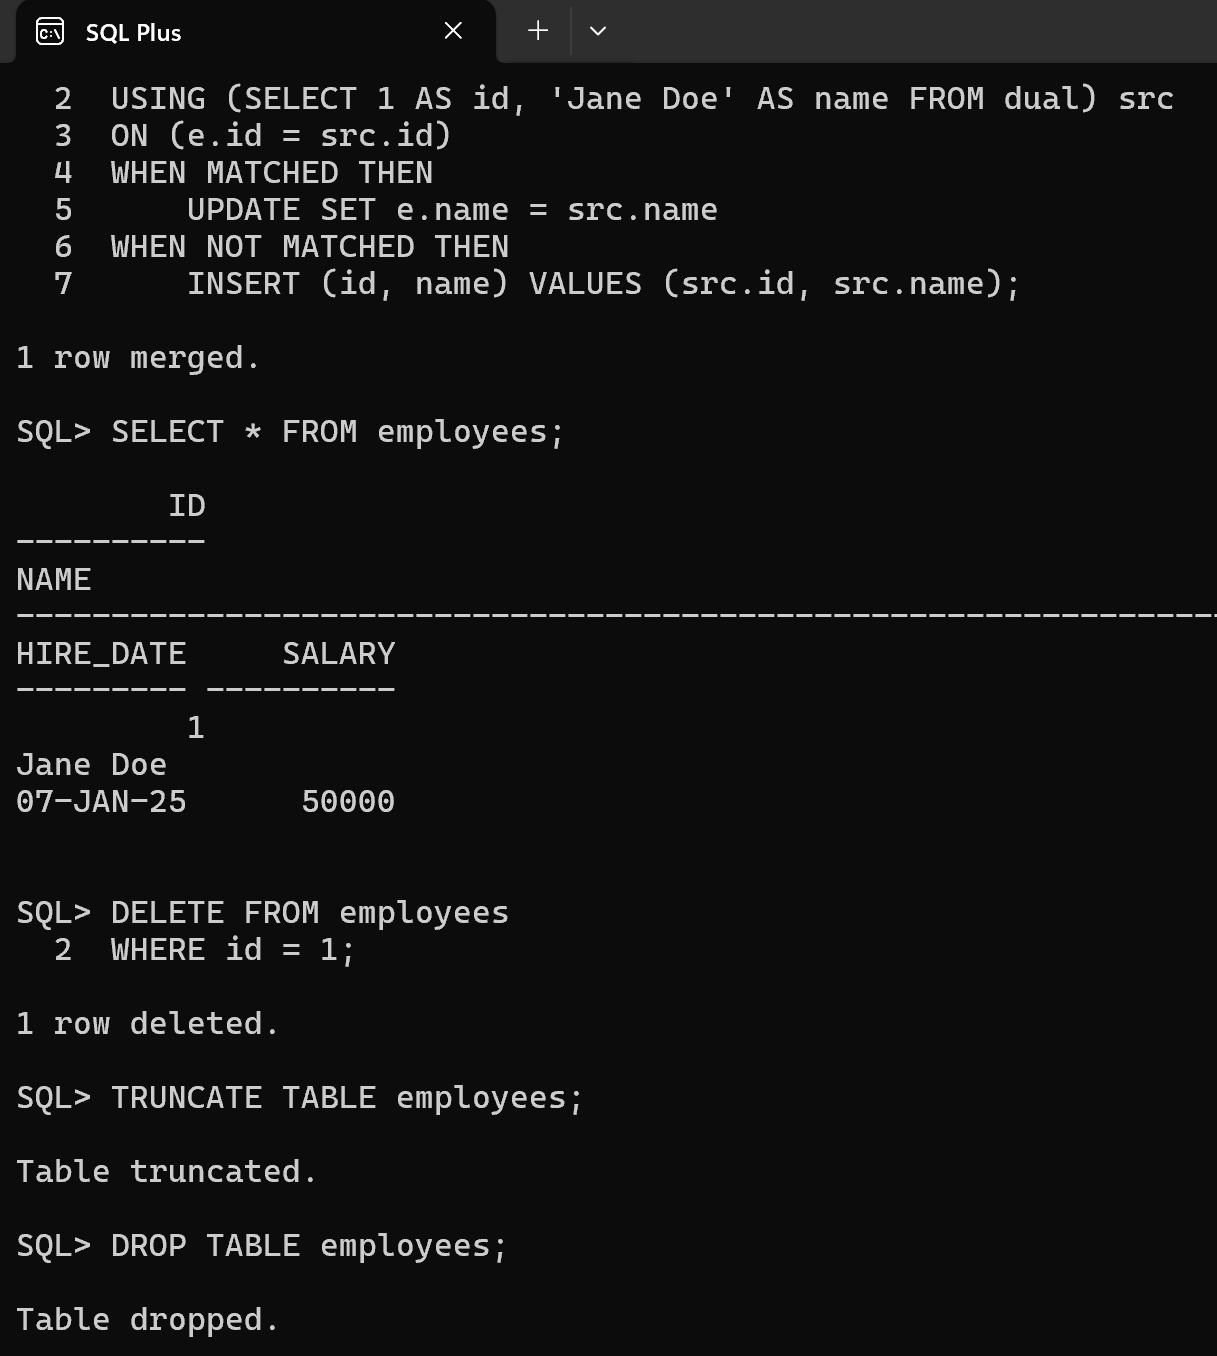 SQL Plus
  2  USING (SELECT 1 AS id, 'Jane Doe' AS name FROM dual) src
  3  ON (e.id = src.id)
  4  WHEN MATCHED THEN
  5      UPDATE SET e.name = src.name
  6  WHEN NOT MATCHED THEN
  7      INSERT (id, name) VALUES (src.id, src.name);
1 row merged.
SQL> SELECT * FROM employees;
        ID
----------
NAME
---------------------------------------------------------------
HIRE_DATE     SALARY
--------- ----------
         1
Jane Doe
07-JAN-25      50000
SQL> DELETE FROM employees
  2  WHERE id = 1;
1 row deleted.
SQL> TRUNCATE TABLE employees;
Table truncated.
SQL> DROP TABLE employees;
Table dropped.